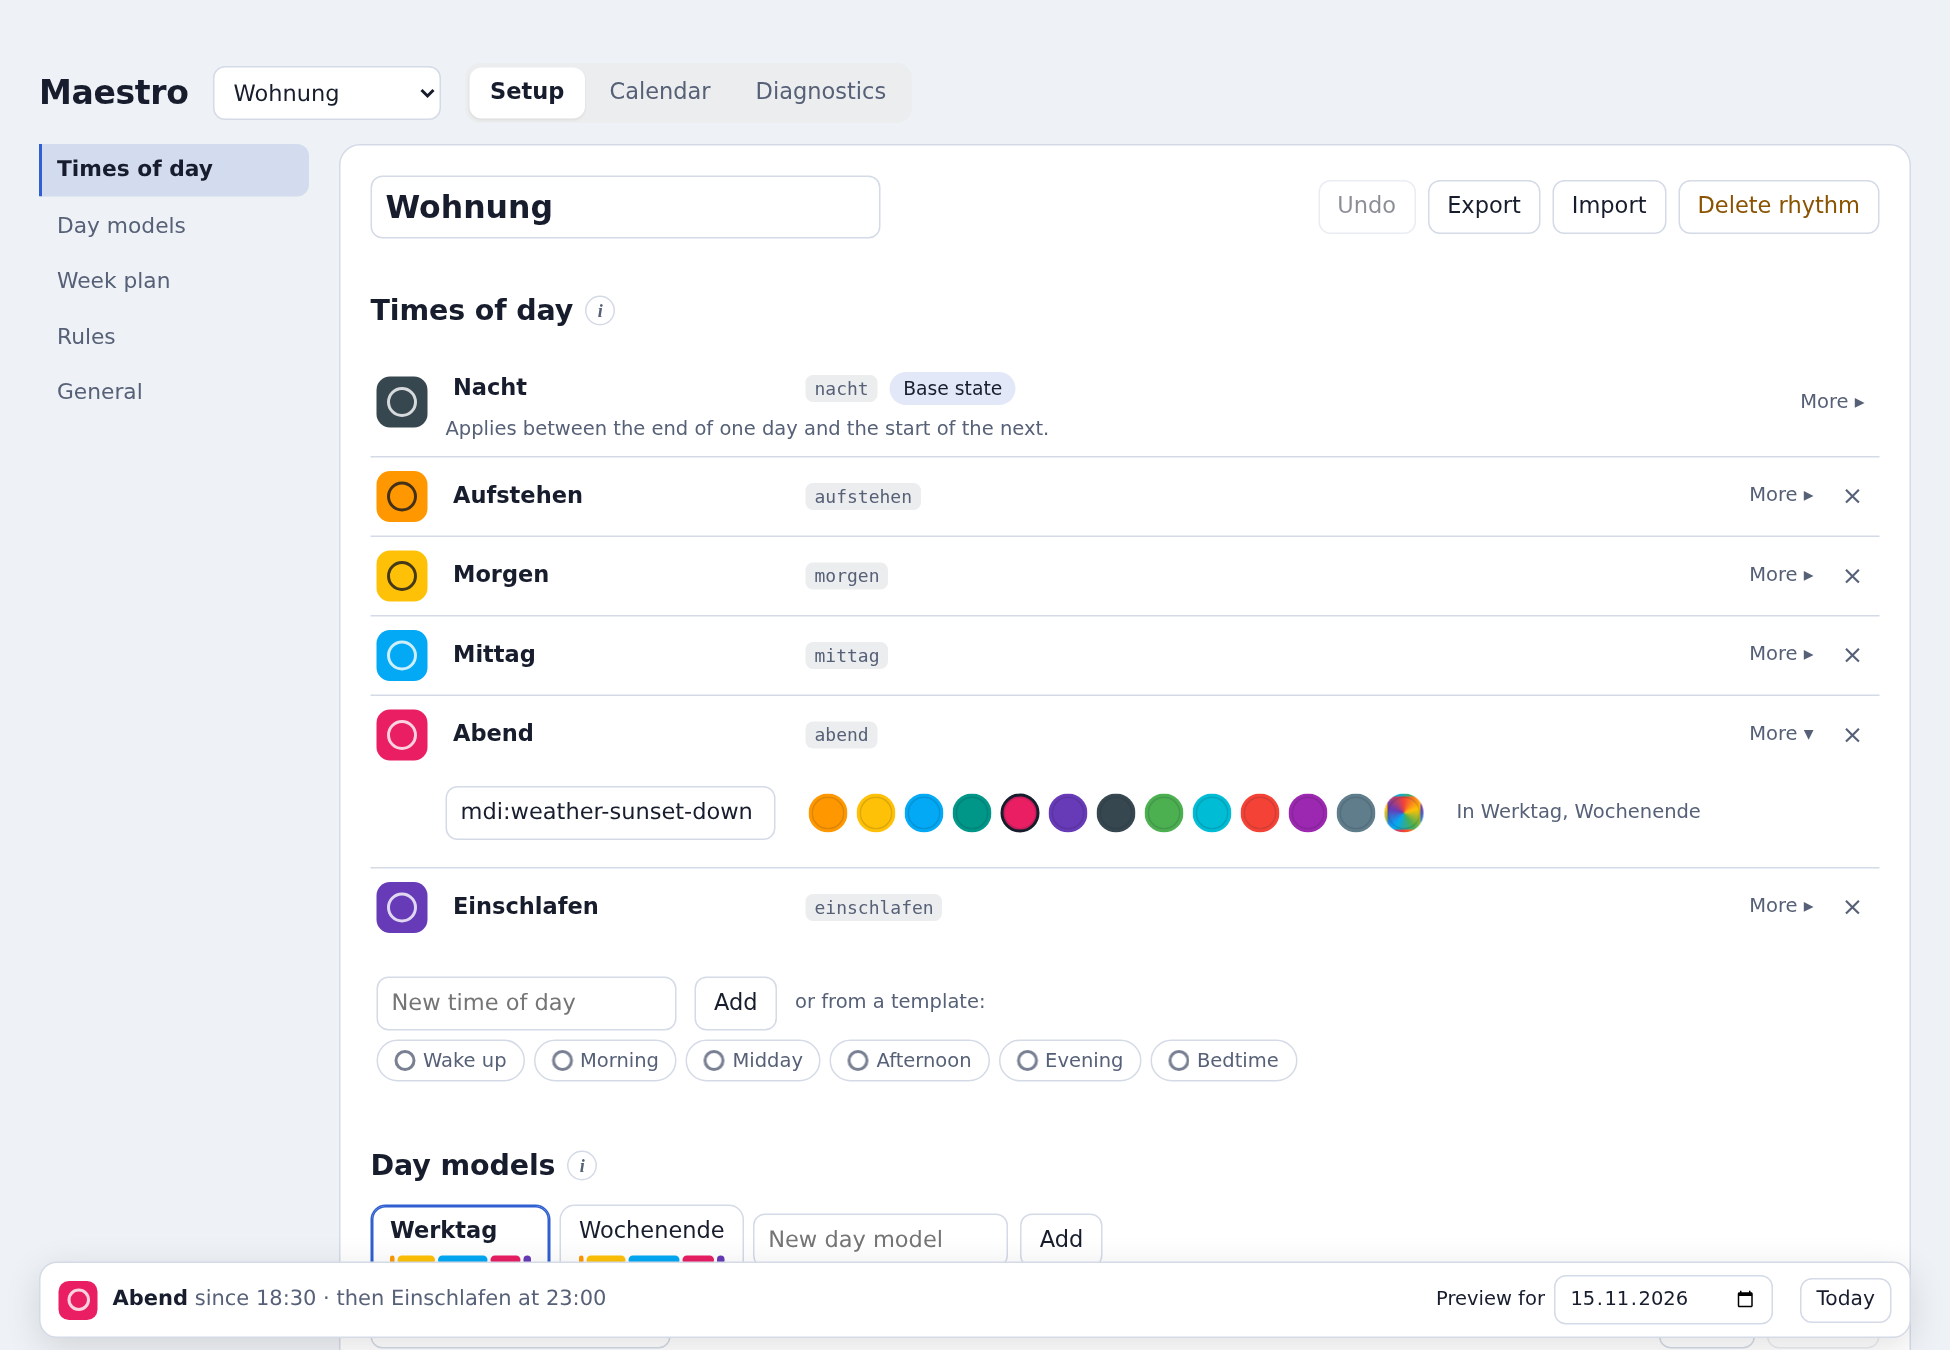 Maestro
Wohnung
Setup Calendar Diagnostics
Times of day
Day models
Week plan
Rules
General
Wohnung
Undo Export Import Delete rhythm
Times of day i
Nacht nacht Base state More ▸
Applies between the end of one day and the start of the next.
Aufstehen aufstehen More ▸ ×
Morgen morgen More ▸ ×
Mittag mittag More ▸ ×
Abend abend More ▾ ×
mdi:weather-sunset-down In Werktag, Wochenende
Einschlafen einschlafen More ▸ ×
New time of day Add or from a template:
Wake up Morning Midday Afternoon Evening Bedtime
Day models i
Werktag Wochenende New day model Add
Abend since 18:30 · then Einschlafen at 23:00 Preview for 15.11.2026 Today